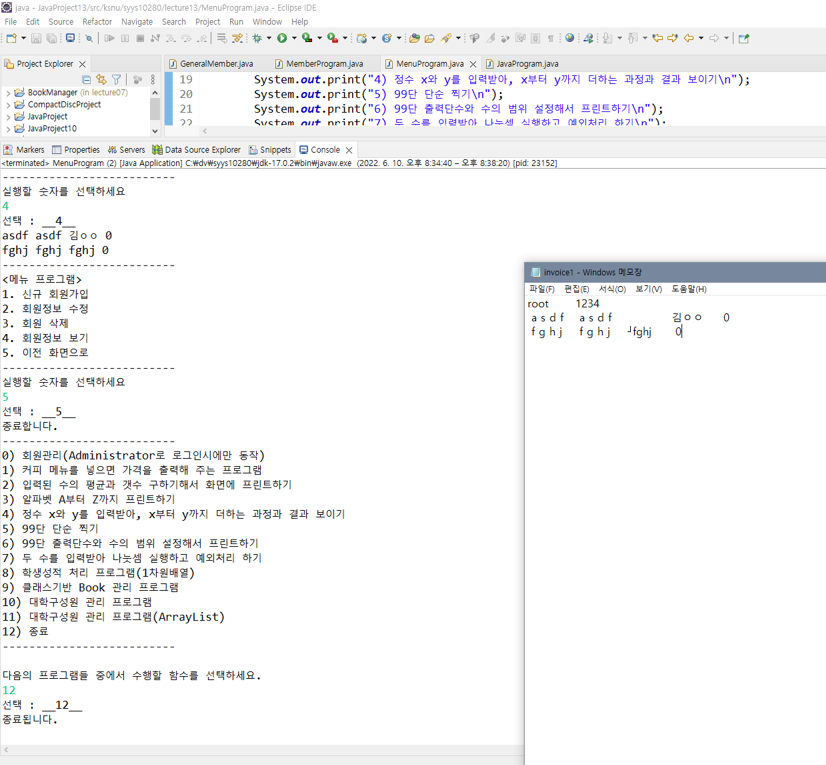 java - JavaProject13/src/ksnu/syys10280/lecture13/MenuProgram.java - Eclipse IDE
File Edit Source Refactor Navigate Search Project Run Window Help
Project Explorer
BookManager (in lecture07)
CompactDiscProject
JavaProject
JavaProject10
GeneralMember.java MemberProgram.java MenuProgram.java JavaProgram.java
19 System.out.print("4) 정수 x와 y를 입력받아, x부터 y까지 더하는 과정과 결과 보이기\n");
20 System.out.print("5) 99단 단순 찍기\n");
21 System.out.print("6) 99단 출력단수와 수의 범위 설정해서 프린트하기\n");
22 System.out.print("7) 두 수를 입력받아 나눗셈 실행하고 예외처리 하기\n");
Markers Properties Servers Data Source Explorer Snippets Console
<terminated> MenuProgram (2) [Java Application] C:₩dv₩syys10280₩jdk-17.0.2₩bin₩javaw.exe (2022. 6. 10. 오후 8:34:40 – 오후 8:38:20) [pid: 23152]
--------------------------
실행할 숫자를 선택하세요
4
선택 : __4__
asdf asdf 김ㅇㅇ 0
fghj fghj fghj 0
--------------------------
<메뉴 프로그램>
1. 신규 회원가입
2. 회원정보 수정
3. 회원 삭제
4. 회원정보 보기
5. 이전 화면으로
--------------------------
실행할 숫자를 선택하세요
5
선택 : __5__
종료합니다.
--------------------------
0) 회원관리(Administrator로 로그인시에만 동작)
1) 커피 메뉴를 넣으면 가격을 출력해 주는 프로그램
2) 입력된 수의 평균과 갯수 구하기해서 화면에 프린트하기
3) 알파벳 A부터 Z까지 프린트하기
4) 정수 x와 y를 입력받아, x부터 y까지 더하는 과정과 결과 보이기
5) 99단 단순 찍기
6) 99단 출력단수와 수의 범위 설정해서 프린트하기
7) 두 수를 입력받아 나눗셈 실행하고 예외처리 하기
8) 학생성적 처리 프로그램(1차원배열)
9) 클래스기반 Book 관리 프로그램
10) 대학구성원 관리 프로그램
11) 대학구성원 관리 프로그램(ArrayList)
12) 종료
--------------------------
다음의 프로그램들 중에서 수행할 함수를 선택하세요.
12
선택 : __12__
종료됩니다.
invoice1 - Windows 메모장
파일(F) 편집(E) 서식(O) 보기(V) 도움말(H)
root 1234
a s d f a s d f 김ㅇㅇ 0
f g h j f g h j ┘fghj 0